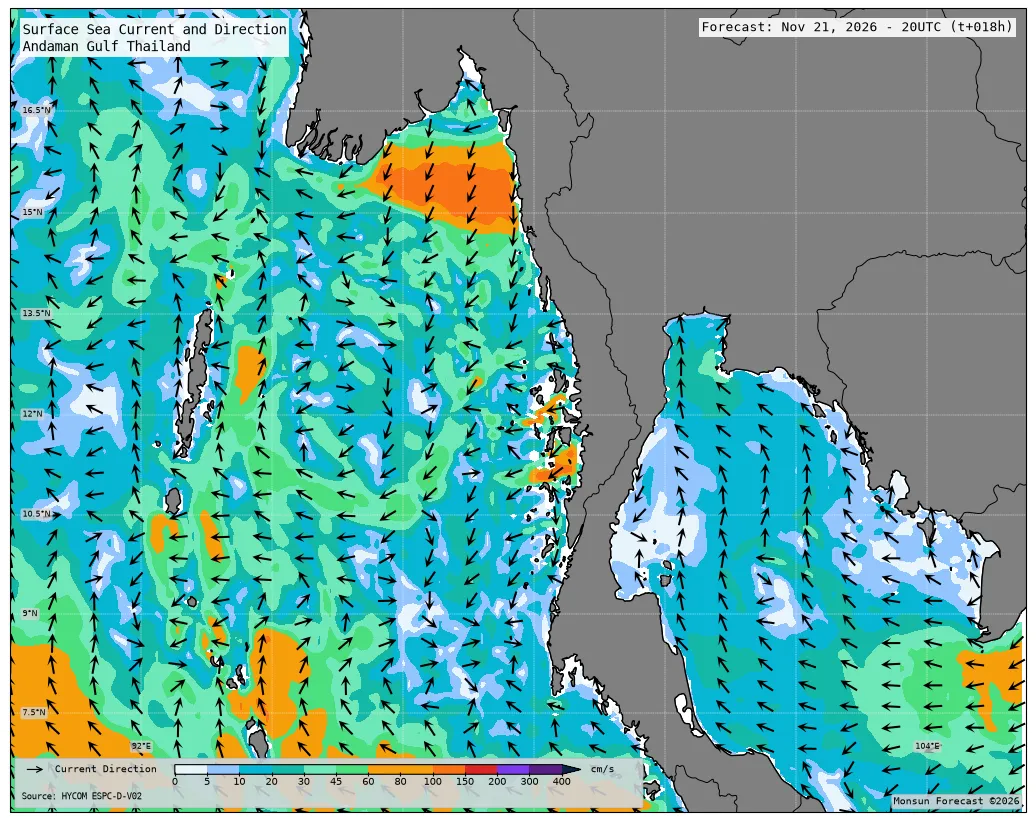 Surface Sea Current and Direction
Andaman Gulf Thailand
Forecast: Nov 21, 2026 - 20UTC (t+018h)
16.5°N
15°N
13.5°N
12°N
10.5°N
9°N
7.5°N
92°E
104°E
Current Direction
0 5 10 20 30 45 60 80 100 150 200 300 400 cm/s
Source: HYCOM ESPC-D-V02
Monsun Forecast ©2026